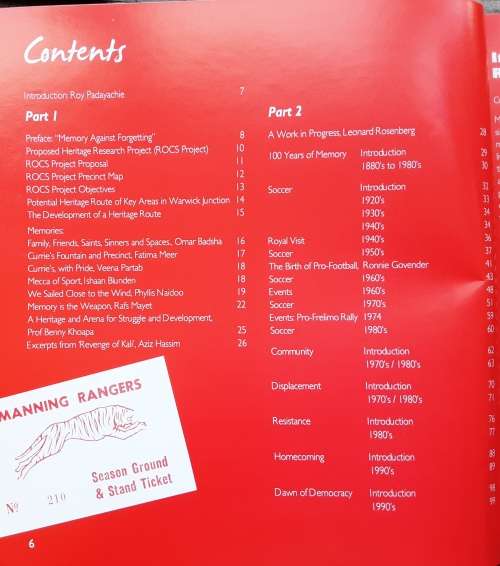 Contents
Introduction: Roy Padayachie 7
Part 1
Preface: "Memory Against Forgetting" 8
Proposed Heritage Research Project (ROCS Project) 10
ROCS Project Proposal 11
ROCS Project Precinct Map 12
ROCS Project Objectives 13
Potential Heritage Route of Key Areas in Warwick Junction 14
The Development of a Heritage Route 15
Memories:
Family, Friends, Saints, Sinners and Spaces., Omar Badsha 16
Currie's Fountain and Precinct, Fatima Meer 17
Currie's, with Pride, Veena Partab 18
Mecca of Sport, Ishaan Blunden 18
We Sailed Close to the Wind, Phyllis Naidoo 19
Memory is the Weapon, Rafs Mayet 22
A Heritage and Arena for Struggle and Development,
Prof Benny Khoapa 25
Excerpts from 'Revenge of Kali', Aziz Hassim 26
MANNING RANGERS
Season Ground
& Stand Ticket
Nº 210
6
Part 2
A Work in Progress, Leonard Rosenberg 28
100 Years of Memory Introduction 29
1880's to 1980's 30
Soccer Introduction 32
1920's 33
1930's 34
1940's 34
Royal Visit 1940's 36
Soccer 1950's 37
The Birth of Pro-Football, Ronnie Govender 41
Soccer 1960's
Events 1960's 48
Soccer 1970's 51
Events: Pro-Frelimo Rally 1974 59
Soccer 1980's 60
Community Introduction 62
1970's / 1980's 63
Displacement Introduction 70
1970's / 1980's 71
Resistance Introduction 76
1980's 77
Homecoming Introduction
1990's 89
Dawn of Democracy Introduction 98
1990's 99